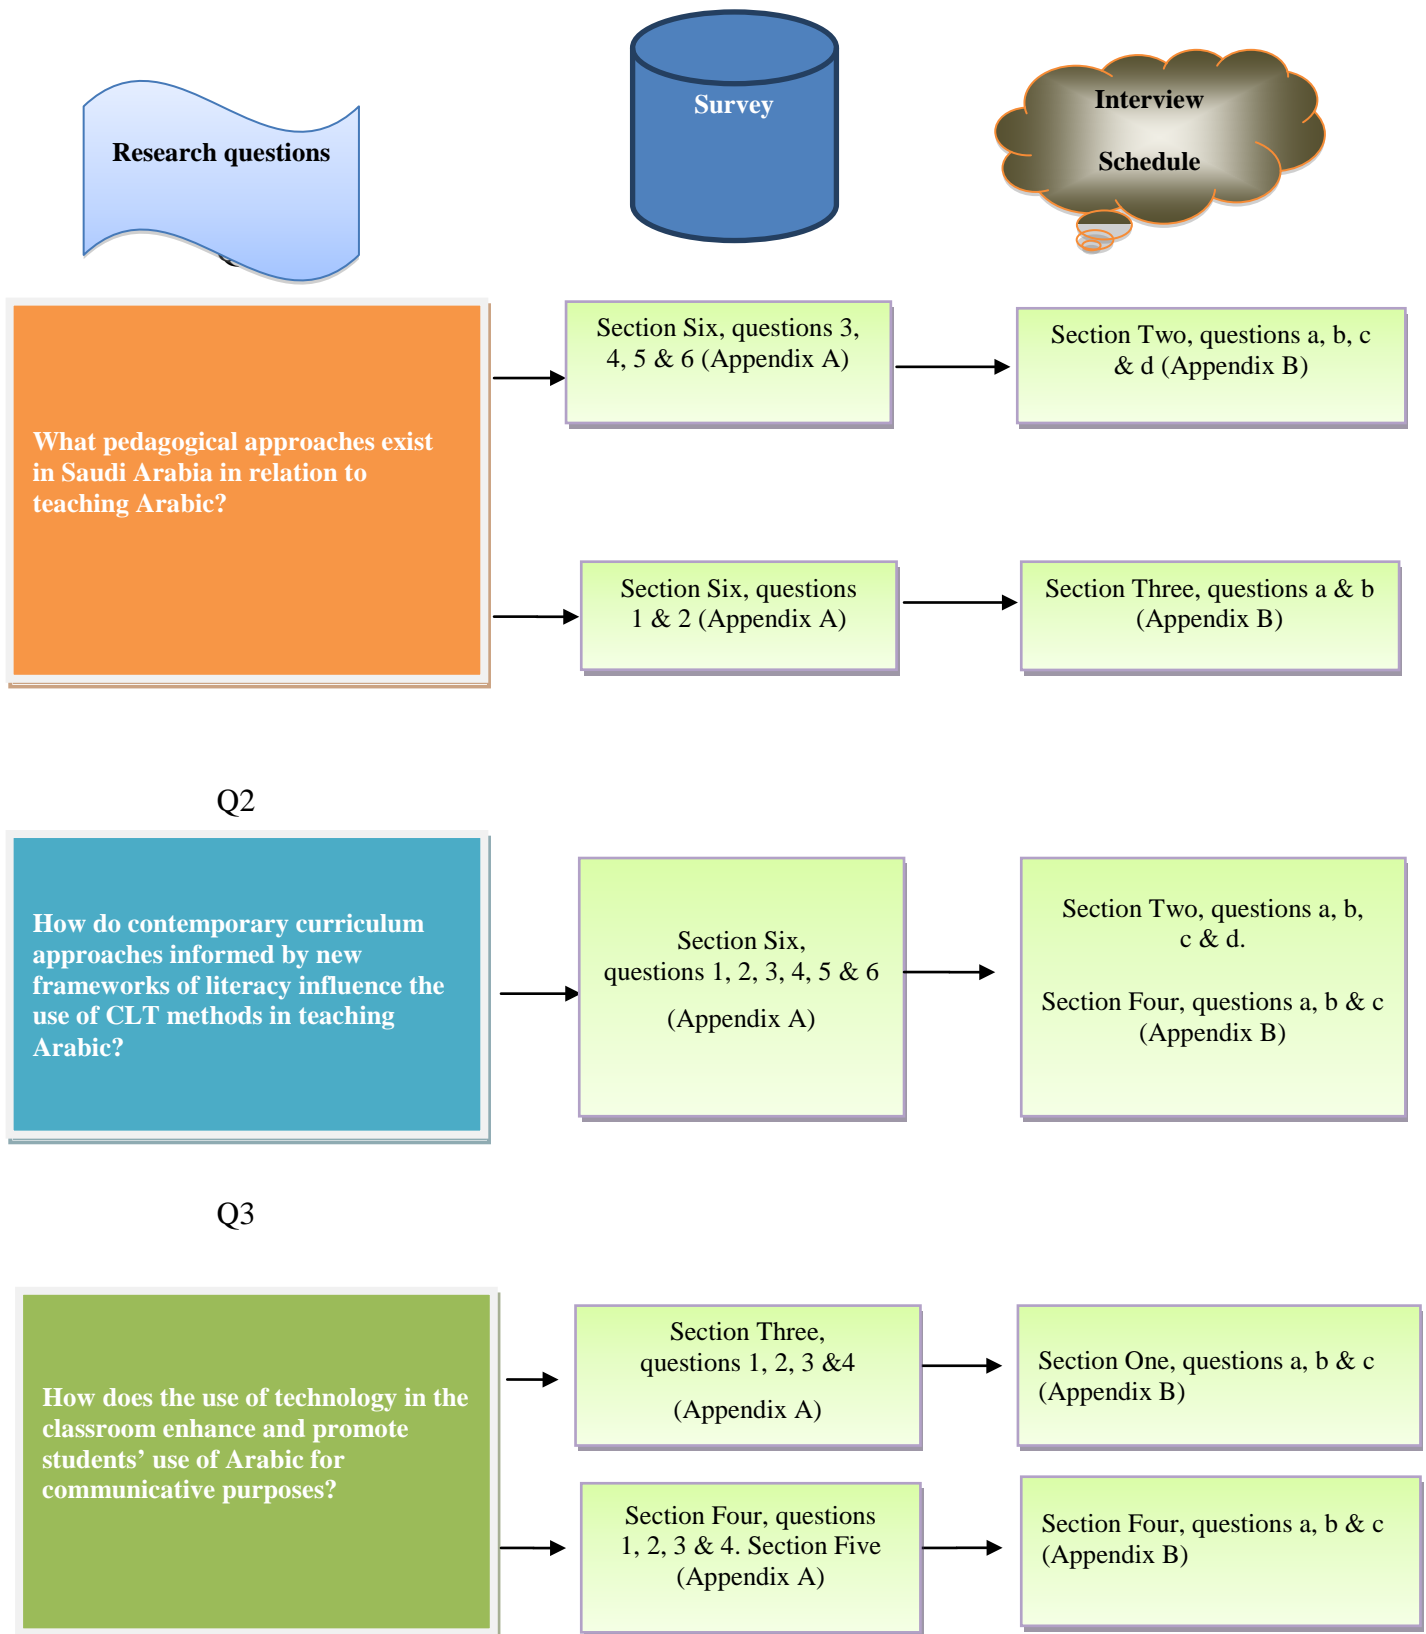 Research questions
Survey
Interview
Schedule
What pedagogical approaches exist
in Saudi Arabia in relation to
teaching Arabic?
Section Six, questions 3,
4, 5 & 6 (Appendix A)
Section Two, questions a, b, c
& d (Appendix B)
Section Six, questions
1 & 2 (Appendix A)
Section Three, questions a & b
(Appendix B)
Q2
How do contemporary curriculum
approaches informed by new
frameworks of literacy influence the
use of CLT methods in teaching
Arabic?
Section Six,
questions 1, 2, 3, 4, 5 & 6
(Appendix A)
Section Two, questions a, b,
c & d.
Section Four, questions a, b & c
(Appendix B)
Q3
How does the use of technology in the
classroom enhance and promote
students’ use of Arabic for
communicative purposes?
Section Three,
questions 1, 2, 3 &4
(Appendix A)
Section One, questions a, b & c
(Appendix B)
Section Four, questions
1, 2, 3 & 4. Section Five
(Appendix A)
Section Four, questions a, b & c
(Appendix B)